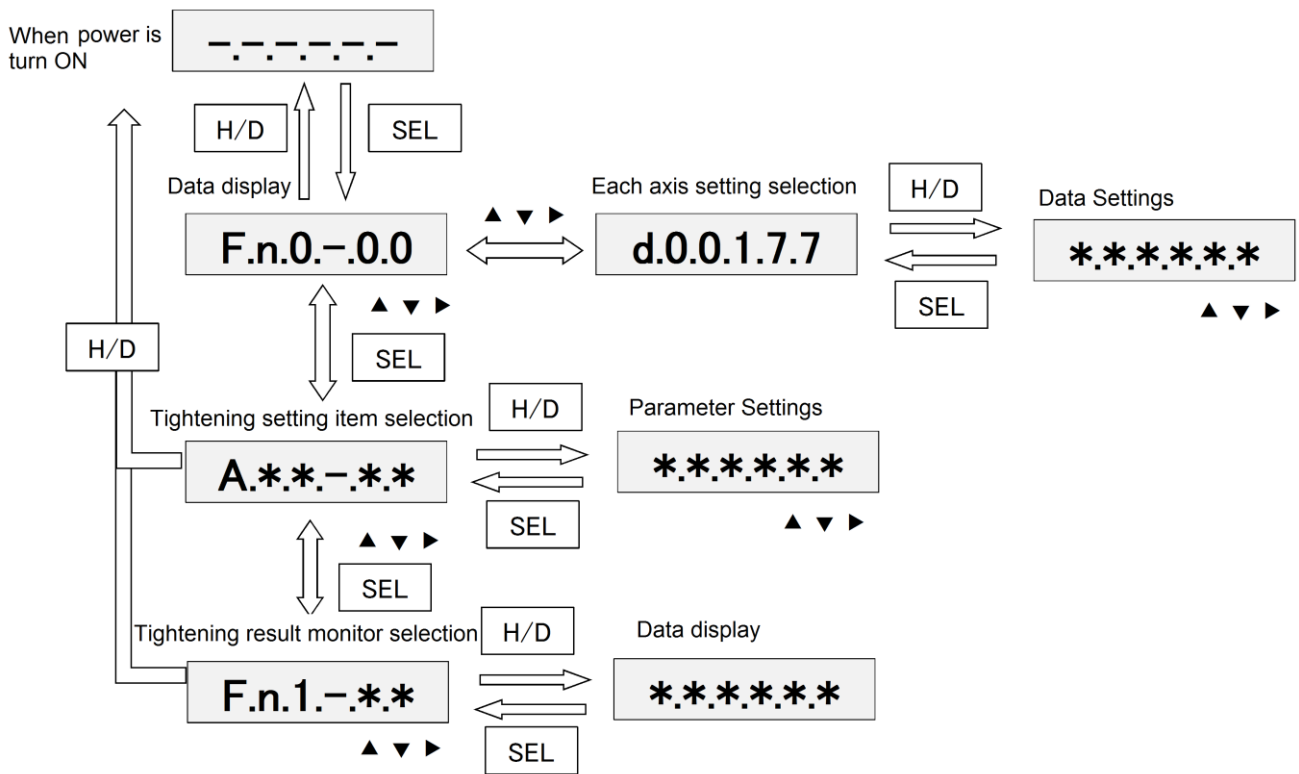 When power is
turn ON
-.-.-.-.-.-
H/D
SEL
Data display
F.n.0.-.0.0
▲ ▼ ▶
Each axis setting selection
d.0.0.1.7.7
H/D
SEL
Data Settings
*.*.*.*.*.*
▲ ▼ ▶
▲ ▼ ▶
SEL
H/D
Tightening setting item selection
A.*.*.-.*.*
H/D
SEL
Parameter Settings
*.*.*.*.*.*
▲ ▼ ▶
▲ ▼ ▶
SEL
Tightening result monitor selection
F.n.1.-.*.*
▲ ▼ ▶
H/D
SEL
Data display
*.*.*.*.*.*